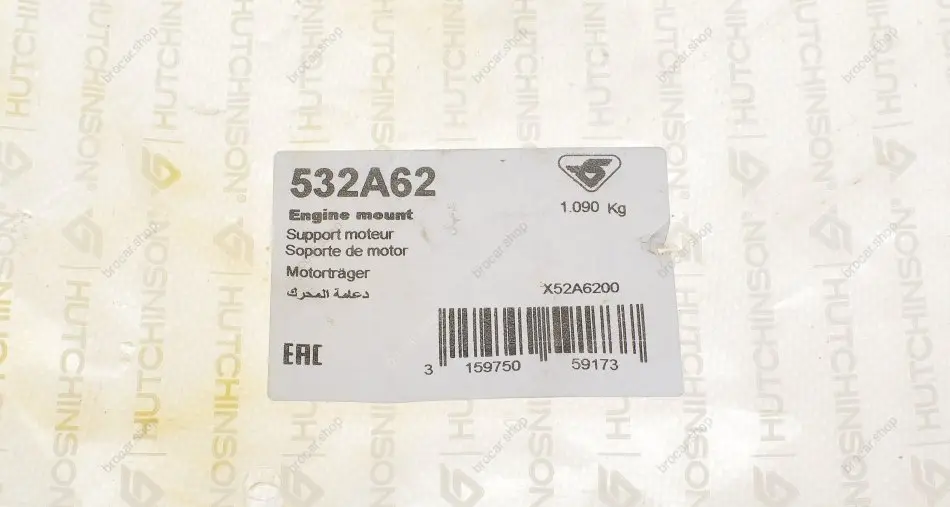 532A62
Engine mount
Support moteur
Soporte de motor
Motorträger
دعامة المحرك
EAC
1.090 Kg
X52A6200
3 159750 59173
HUTCHINSON®
brocar.shop